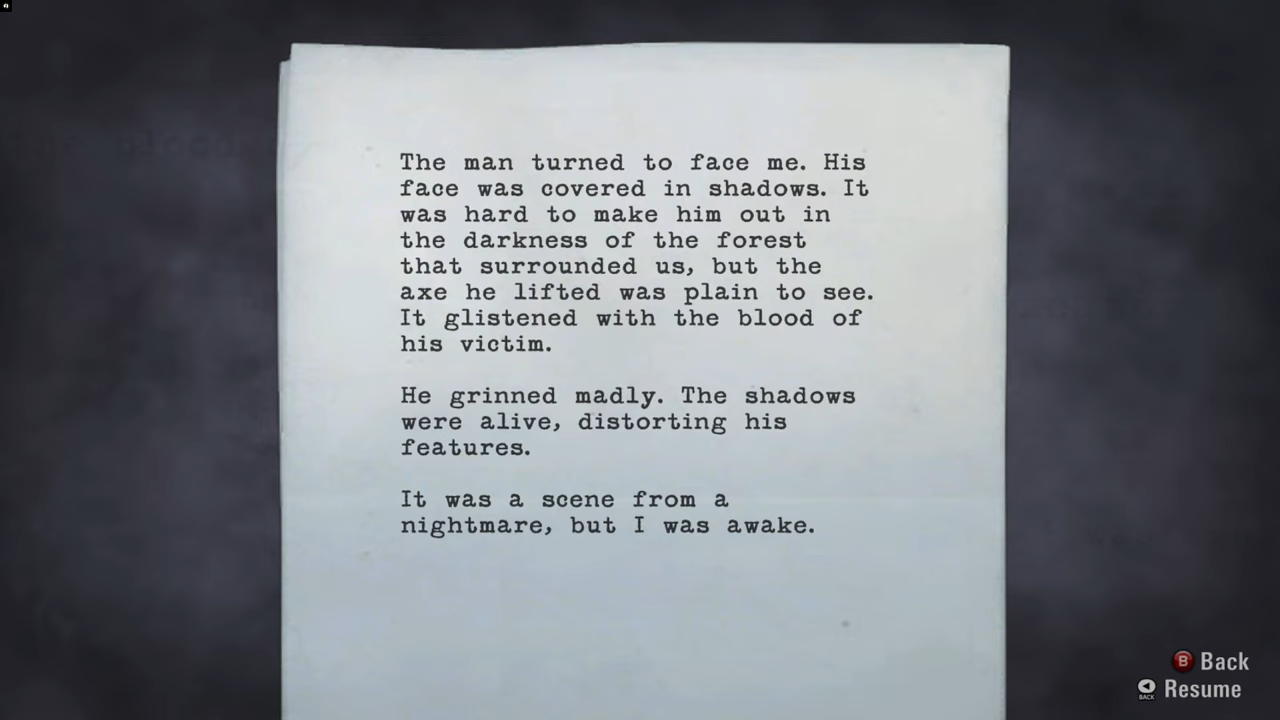 The man turned to face me. His
face was covered in shadows. It
was hard to make him out in
the darkness of the forest
that surrounded us, but the
axe he lifted was plain to see.
It glistened with the blood of
his victim.
He grinned madly. The shadows
were alive, distorting his
features.
It was a scene from a
nightmare, but I was awake.
B Back
BACK Resume